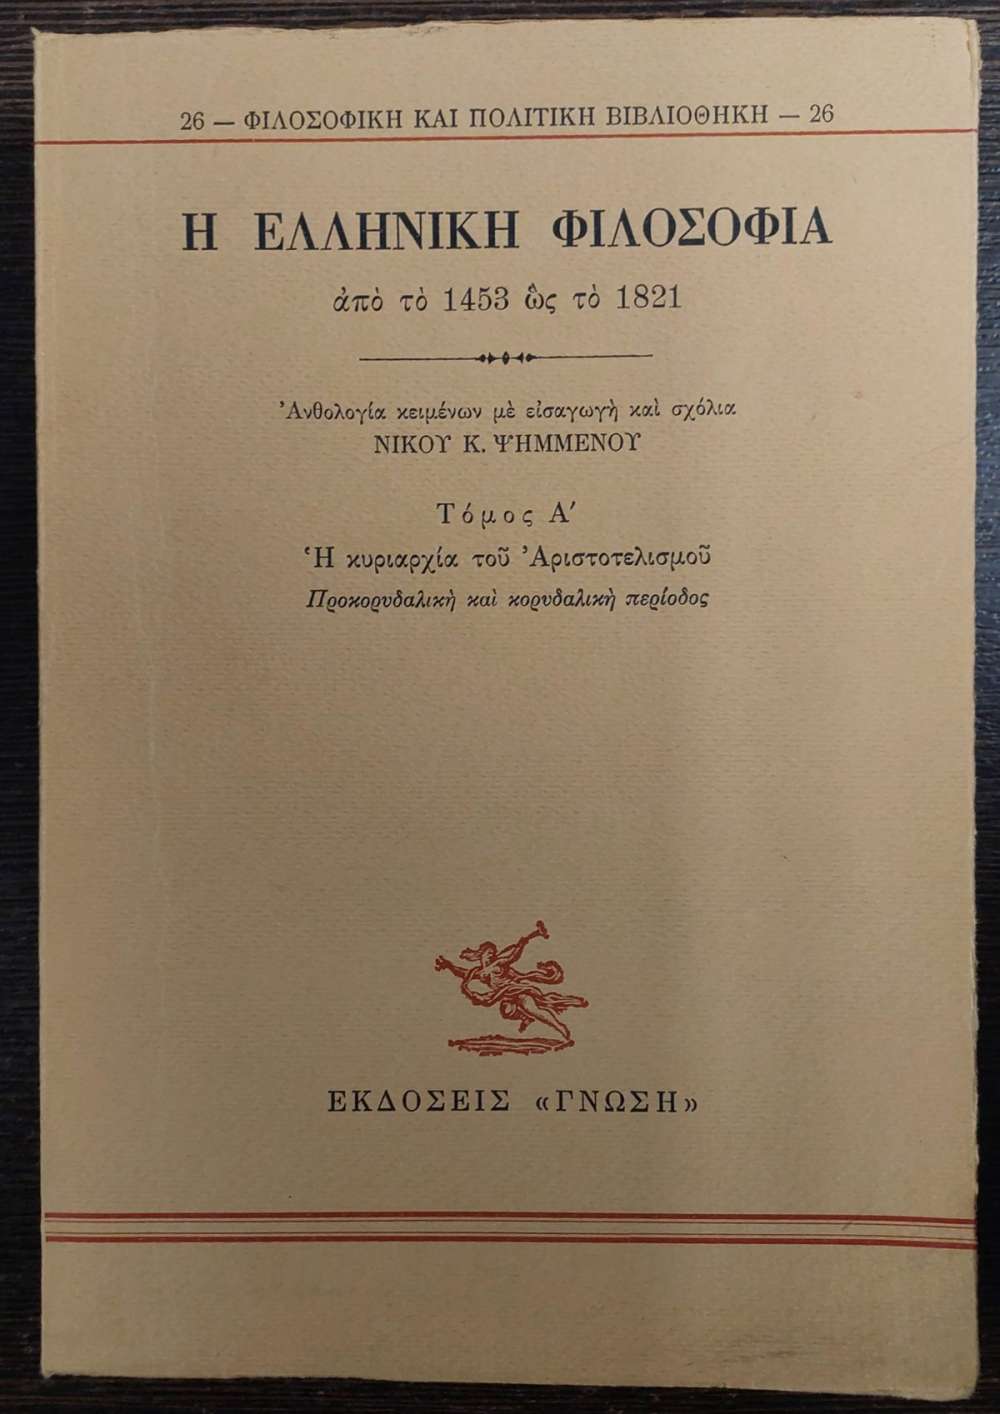 26 — ΦΙΛΟΣΟΦΙΚΗ ΚΑΙ ΠΟΛΙΤΙΚΗ ΒΙΒΛΙΟΘΗΚΗ — 26
Η ΕΛΛΗΝΙΚΗ ΦΙΛΟΣΟΦΙΑ
ἀπὸ τὸ 1453 ὣς τὸ 1821
Ἀνθολογία κειμένων μὲ εἰσαγωγὴ καὶ σχόλια
ΝΙΚΟΥ Κ. ΨΗΜΜΕΝΟΥ
Τόμος Α′
Ἡ κυριαρχία τοῦ Ἀριστοτελισμοῦ
Προκορυδαλικὴ καὶ κορυδαλικὴ περίοδος
ΕΚΔΟΣΕΙΣ «ΓΝΩΣΗ»